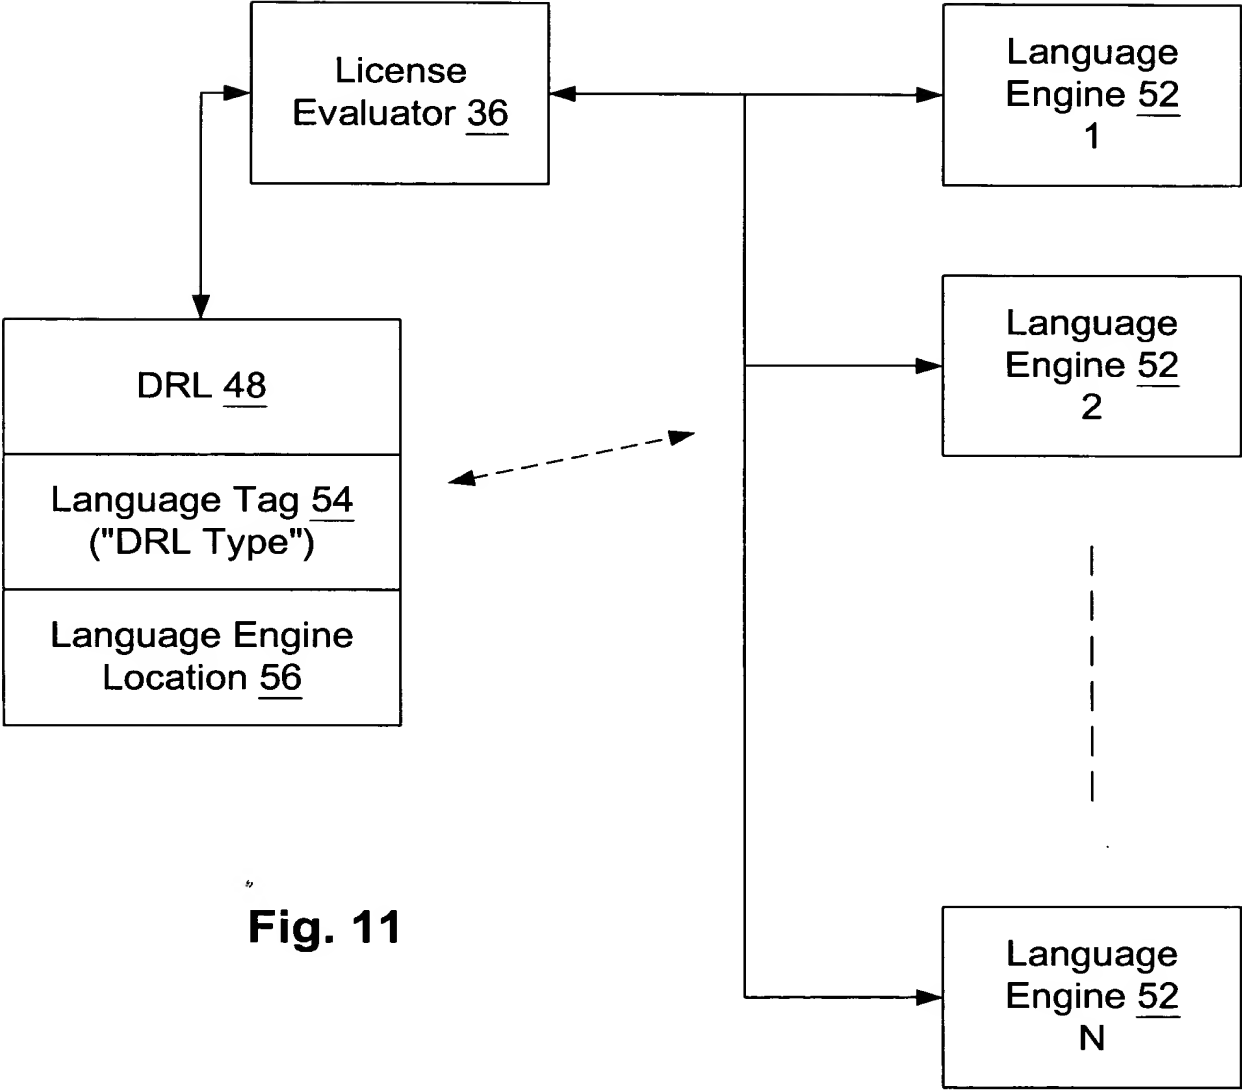 License
Evaluator 36
Language
Engine 52
1
Language
Engine 52
2
DRL 48
Language Tag 54
("DRL Type")
Language Engine
Location 56
Language
Engine 52
N
Fig. 11